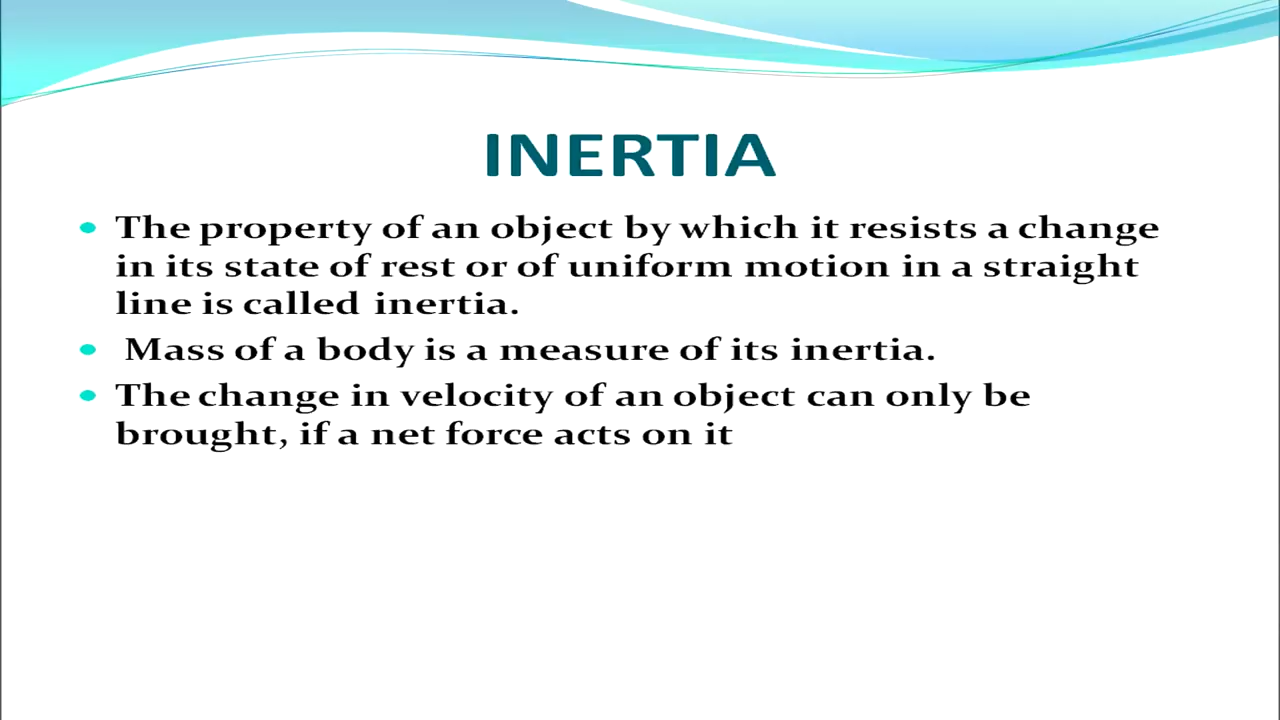 INERTIA
• The property of an object by which it resists a change
in its state of rest or of uniform motion in a straight
line is called inertia.
• Mass of a body is a measure of its inertia.
• The change in velocity of an object can only be
brought, if a net force acts on it